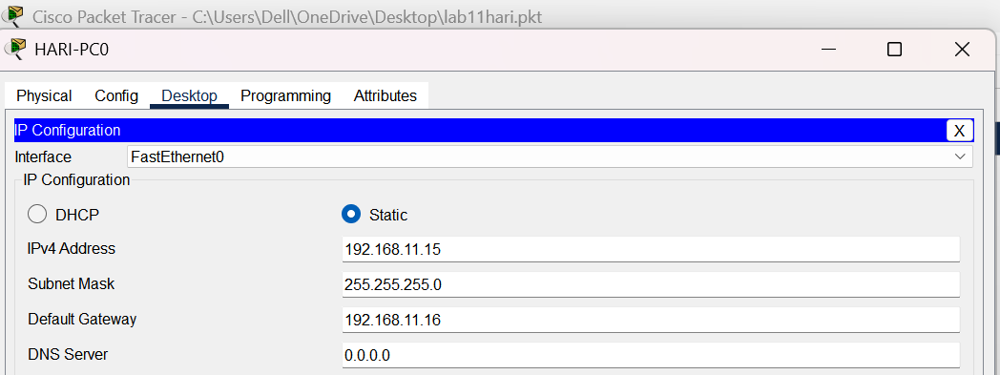 Cisco Packet Tracer - C:\Users\Dell\OneDrive\Desktop\lab11hari.pkt
HARI-PC0
Physical Config Desktop Programming Attributes
IP Configuration X
Interface FastEthernet0
IP Configuration
DHCP Static
IPv4 Address 192.168.11.15
Subnet Mask 255.255.255.0
Default Gateway 192.168.11.16
DNS Server 0.0.0.0